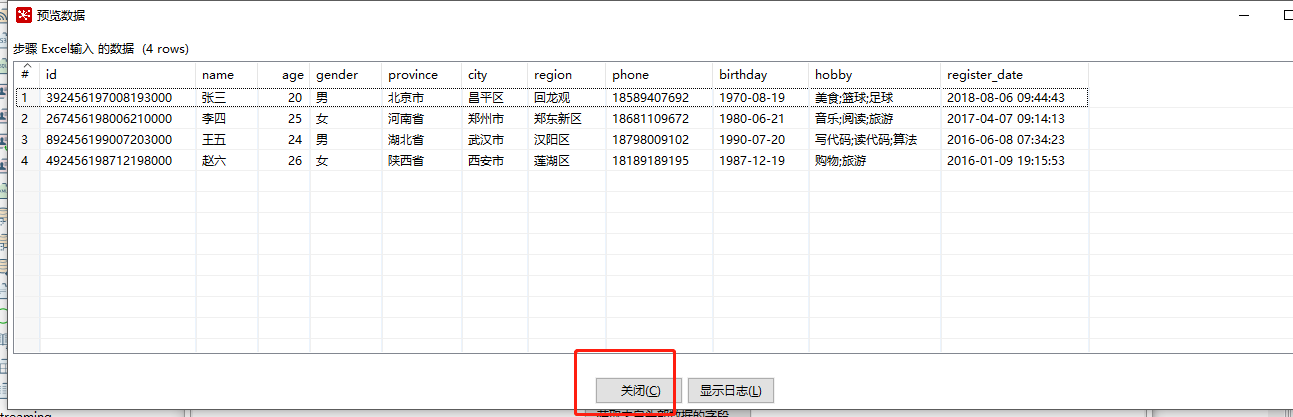 预览数据
步骤 Excel输入 的数据 (4 rows)
# id name age gender province city region phone birthday hobby register_date
1 392456197008193000 张三 20 男 北京市 昌平区 回龙观 18589407692 1970-08-19 美食;篮球;足球 2018-08-06 09:44:43
2 267456198006210000 李四 25 女 河南省 郑州市 郑东新区 18681109672 1980-06-21 音乐;阅读;旅游 2017-04-07 09:14:13
3 892456199007203000 王五 24 男 湖北省 武汉市 汉阳区 18798009102 1990-07-20 写代码;读代码;算法 2016-06-08 07:34:23
4 492456198712198000 赵六 26 女 陕西省 西安市 莲湖区 18189189195 1987-12-19 购物;旅游 2016-01-09 19:15:53
关闭(C) 显示日志(L)